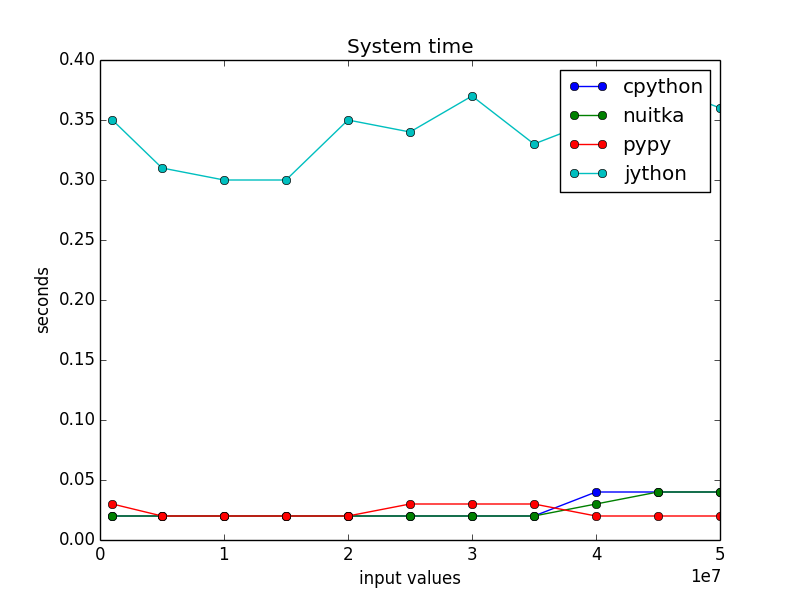 System time
0.40
0.35
0.30
0.25
0.20
0.15
0.10
0.05
0.00
seconds
cpython
nuitka
pypy
jython
0 1 2 3 4 5
1e7
input values